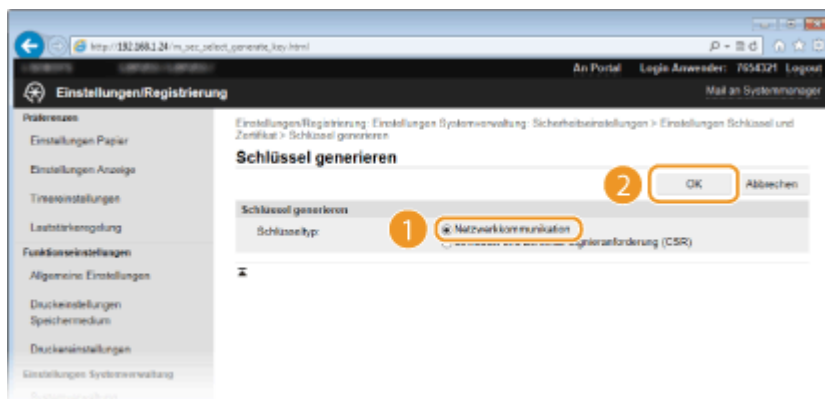 http://192.168.1.24/m_sec_select_generate_key.html
An Portal Login Anwender: 7654321 Logout
Einstellungen/Registrierung
Mail an Systemmanager
Präferenzen
Einstellungen/Registrierung: Einstellungen Systemverwaltung: Sicherheitseinstellungen > Einstellungen Schlüssel und
Zertifikat > Schlüssel generieren
Einstellungen Papier
Schlüssel generieren
Einstellungen Anzeige
2
OK
Abbrechen
Timereinstellungen
Schlüssel generieren
Lautstärkeregelung
Schlüsseltyp:
1
Netzwerkkommunikation
Signieranforderung (CSR)
Funktionseinstellungen
Allgemeine Einstellungen
Druckeinstellungen
Speichermedium
Druckereinstellungen
Einstellungen Systemverwaltung